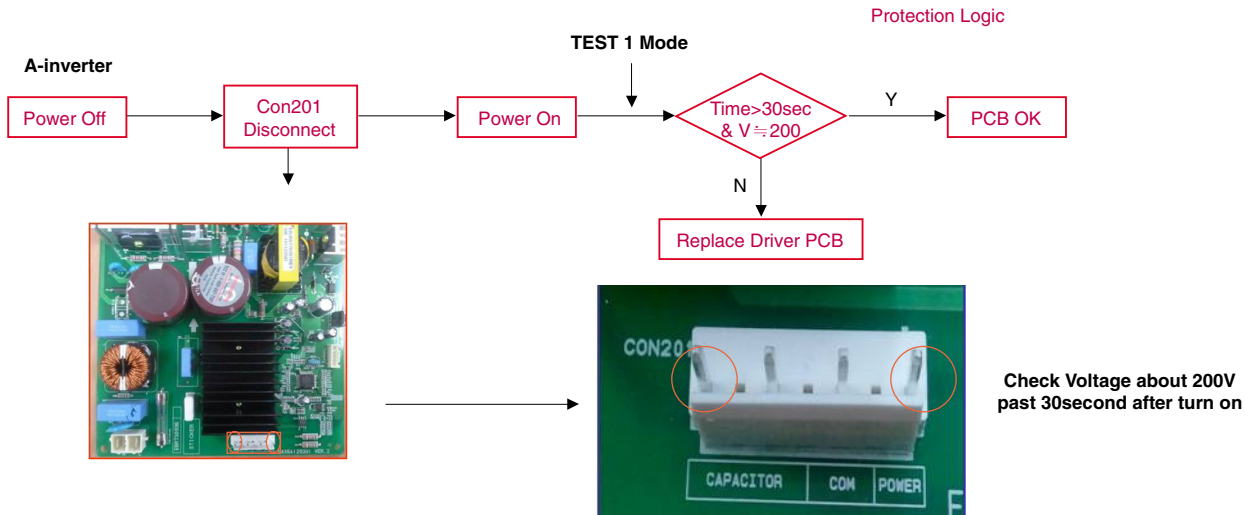 Protection Logic
TEST 1 Mode
A-inverter
Power Off
Con201
Disconnect
Power On
Time>30sec
& V≒200
Y
PCB OK
N
Replace Driver PCB
CON20
CAPACITOR
COM
POWER
Check Voltage about 200V
past 30second after turn on
STICKER